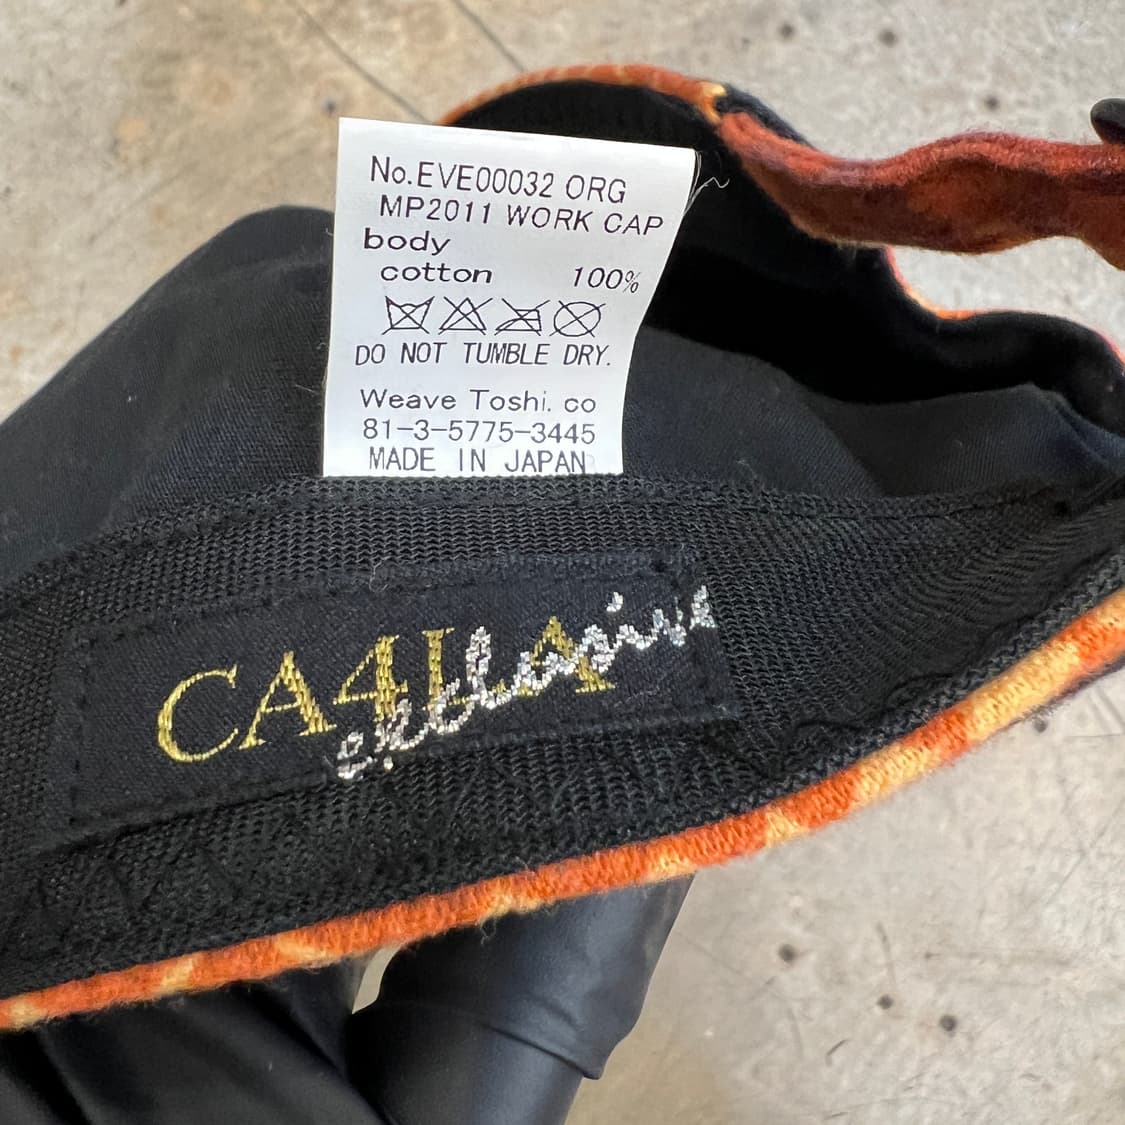 No.EVE00032 ORG
MP2011 WORK CAP
body
cotton 100%
DO NOT TUMBLE DRY.
Weave Toshi. co
81-3-5775-3445
MADE IN JAPAN
CA4LA
exclusive